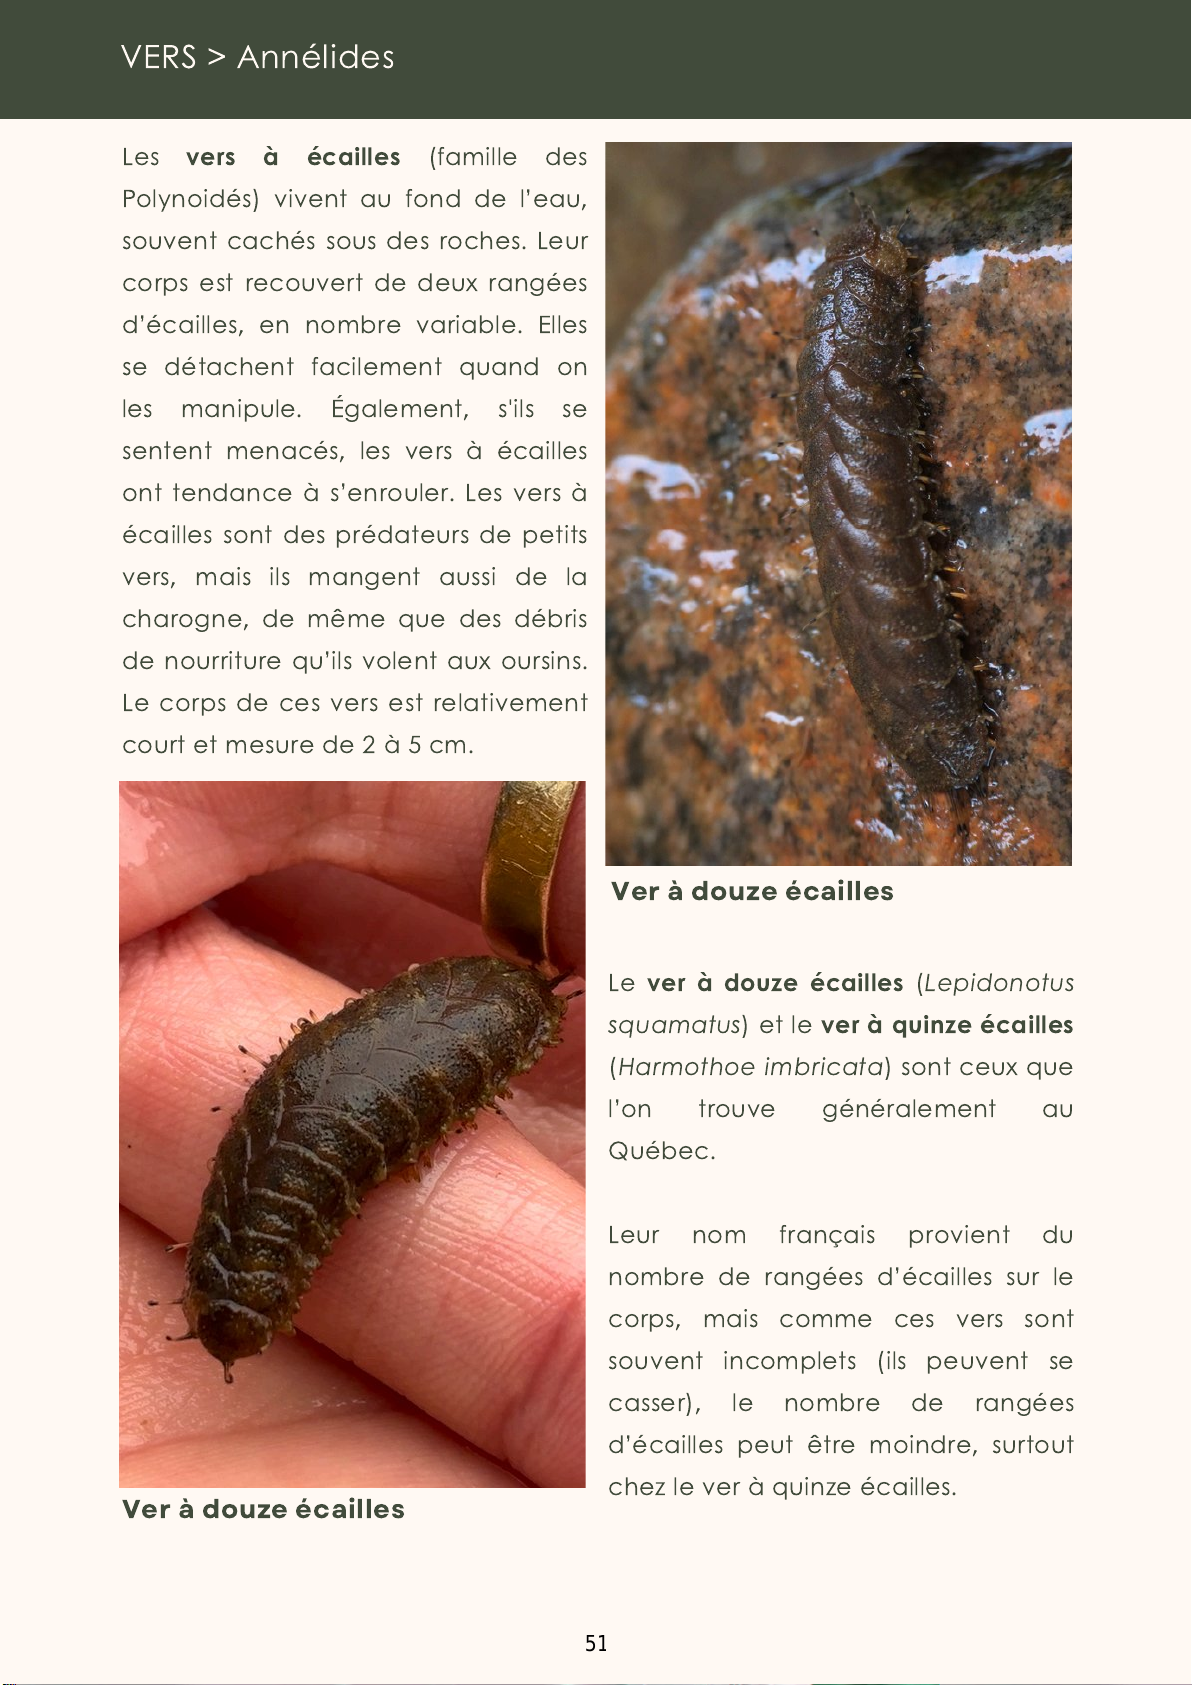 VERS > Annélides
Les vers à écailles (famille des
Polynoidés) vivent au fond de l’eau,
souvent cachés sous des roches. Leur
corps est recouvert de deux rangées
d’écailles, en nombre variable. Elles
se détachent facilement quand on
les manipule. Également, s'ils se
sentent menacés, les vers à écailles
ont tendance à s’enrouler. Les vers à
écailles sont des prédateurs de petits
vers, mais ils mangent aussi de la
charogne, de même que des débris
de nourriture qu’ils volent aux oursins.
Le corps de ces vers est relativement
court et mesure de 2 à 5 cm.
Ver à douze écailles
Ver à douze écailles
Le ver à douze écailles (Lepidonotus
squamatus) et le ver à quinze écailles
(Harmothoe imbricata) sont ceux que
l’on trouve généralement au
Québec.
Leur nom français provient du
nombre de rangées d’écailles sur le
corps, mais comme ces vers sont
souvent incomplets (ils peuvent se
casser), le nombre de rangées
d’écailles peut être moindre, surtout
chez le ver à quinze écailles.
51